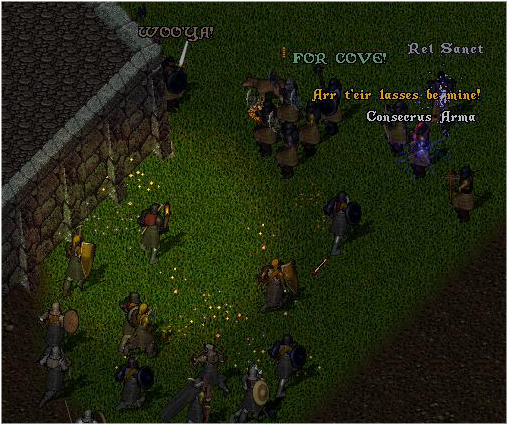 WOOYA!
FOR COVE!
Rel Sanct
Arr t'eir lasses be mine!
Consecrus Arma